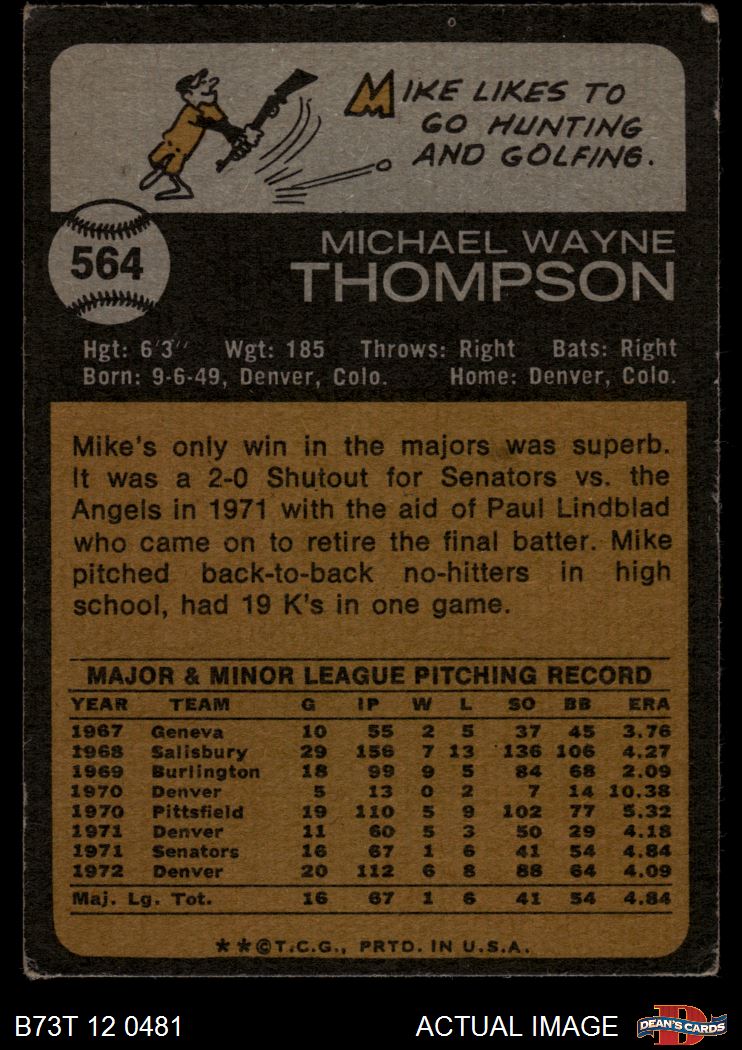 MIKE LIKES TO
GO HUNTING
AND GOLFING.
564
MICHAEL WAYNE
THOMPSON
Hgt: 6'3" Wgt: 185 Throws: Right Bats: Right
Born: 9-6-49, Denver, Colo. Home: Denver, Colo.
Mike's only win in the majors was superb.
It was a 2-0 Shutout for Senators vs. the
Angels in 1971 with the aid of Paul Lindblad
who came on to retire the final batter. Mike
pitched back-to-back no-hitters in high
school, had 19 K's in one game.
MAJOR & MINOR LEAGUE PITCHING RECORD
YEAR TEAM G IP W L SO BB ERA
1967 Geneva 10 55 2 5 37 45 3.76
1968 Salisbury 29 156 7 13 136 106 4.27
1969 Burlington 18 99 9 5 84 68 2.09
1970 Denver 5 13 0 2 7 14 10.38
1970 Pittsfield 19 110 5 9 102 77 5.32
1971 Denver 11 60 5 3 50 29 4.18
1971 Senators 16 67 1 6 41 54 4.84
1972 Denver 20 112 6 8 88 64 4.09
Maj. Lg. Tot. 16 67 1 6 41 54 4.84
**©T.C.G., PRTD. IN U.S.A.
B73T 12 0481 ACTUAL IMAGE DEAN'S CARDS